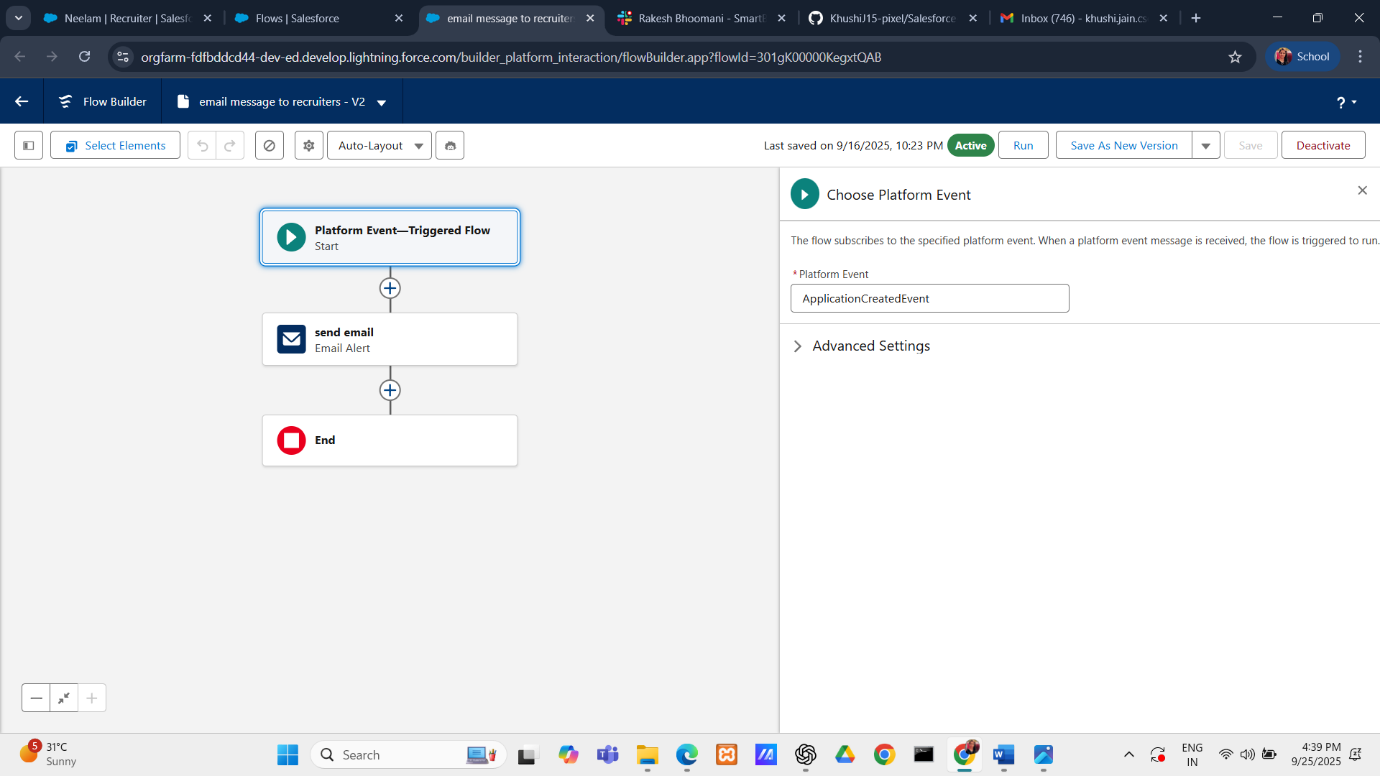 Neelam | Recruiter | Salesf
Flows | Salesforce
email message to recruiter
Rakesh Bhoomani - SmartB
KhushiJ15-pixel/Salesforce
Inbox (746) - khushi.jain.cs
orgfarm-fdfbddcd44-dev-ed.develop.lightning.force.com/builder_platform_interaction/flowBuilder.app?flowId=301gK00000KegxtQAB
School
Flow Builder
email message to recruiters - V2
?
Select Elements
Auto-Layout
Last saved on 9/16/2025, 10:23 PM
Active
Run
Save As New Version
Save
Deactivate
Platform Event—Triggered Flow
Start
send email
Email Alert
End
Choose Platform Event
The flow subscribes to the specified platform event. When a platform event message is received, the flow is triggered to run.
*Platform Event
ApplicationCreatedEvent
Advanced Settings
5
31°C
Sunny
Search
ENG
IN
4:39 PM
9/25/2025